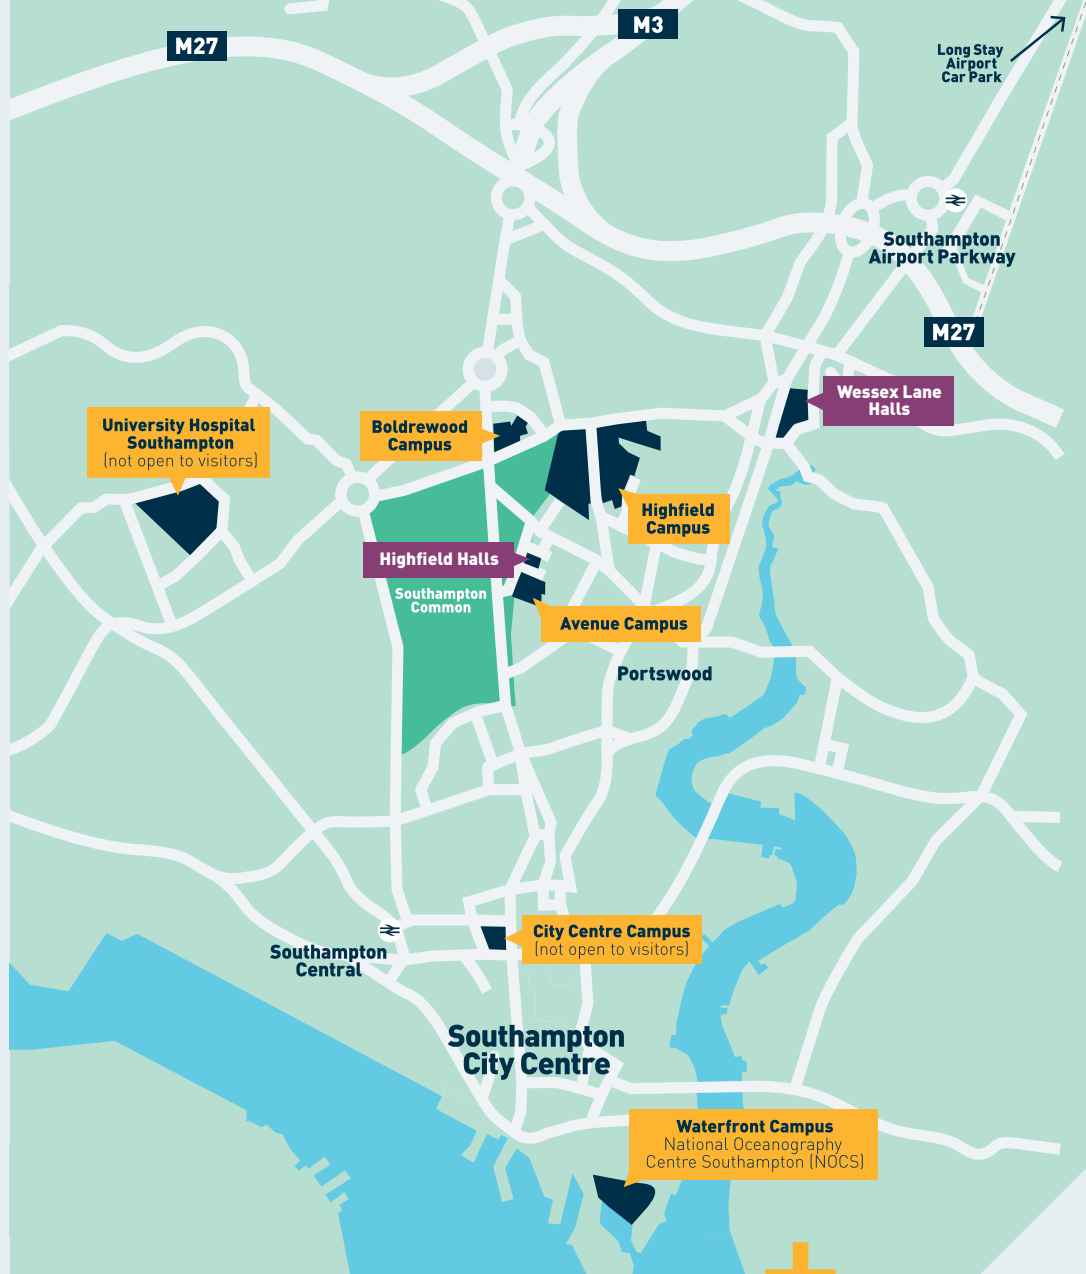 M3
M27
Long Stay
Airport
Car Park
Southampton
Airport Parkway
M27
Wessex Lane
Halls
University Hospital
Southampton
(not open to visitors)
Boldrewood
Campus
Highfield
Campus
Highfield Halls
Southampton
Common
Avenue Campus
Portswood
City Centre Campus
(not open to visitors)
Southampton
Central
Southampton
City Centre
Waterfront Campus
National Oceanography
Centre Southampton (NOCS)